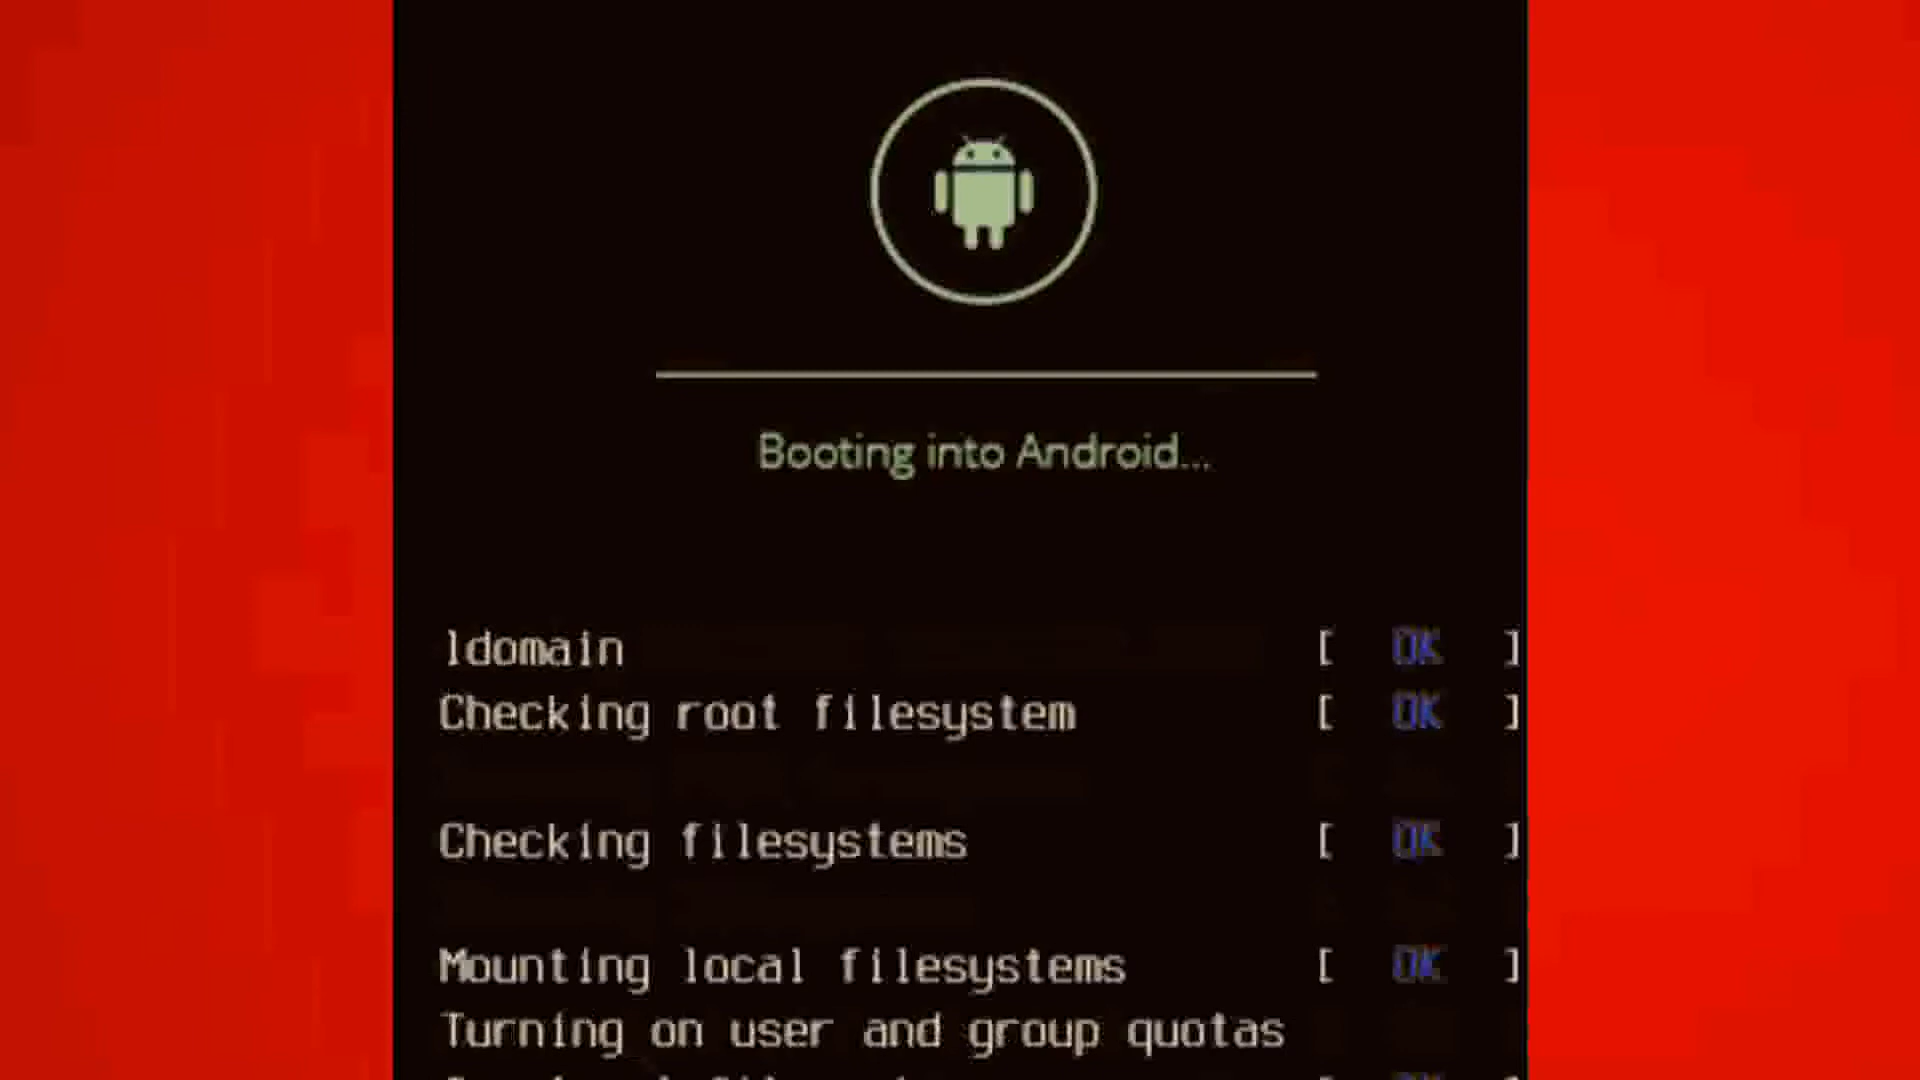 Booting into Android...
ldomain [ OK ]
Checking root filesystem [ OK ]
Checking filesystems [ OK ]
Mounting local filesystems [ OK ]
Turning on user and group quotas